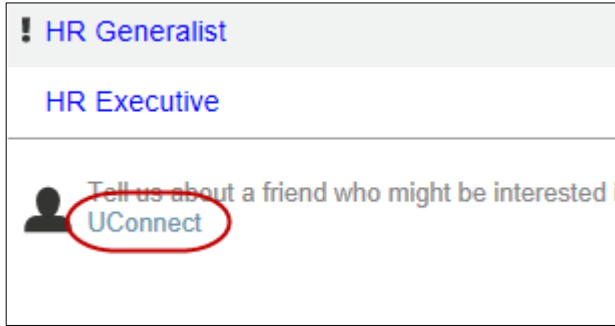 HR Generalist
HR Executive
Tell us about a friend who might be interested
UConnect